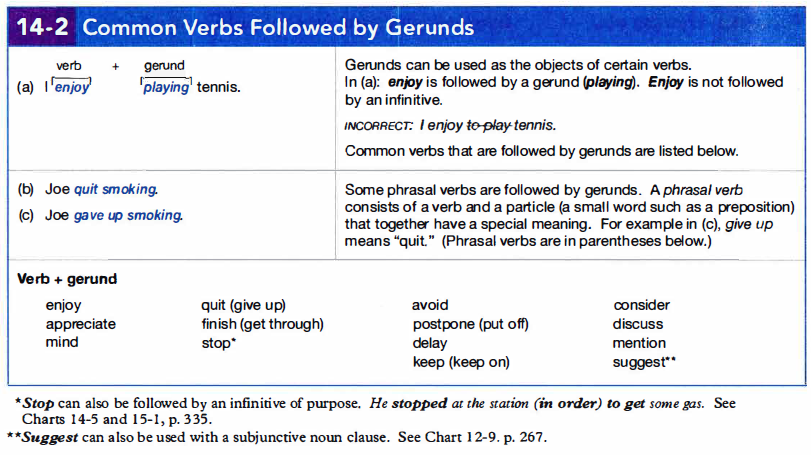 14-2 Common Verbs Followed by Gerunds
verb + gerund
(a) I enjoy playing tennis.
Gerunds can be used as the objects of certain verbs.
In (a): enjoy is followed by a gerund (playing). Enjoy is not followed
by an infinitive.
INCORRECT: I enjoy to play tennis.
Common verbs that are followed by gerunds are listed below.
(b) Joe quit smoking.
(c) Joe gave up smoking.
Some phrasal verbs are followed by gerunds. A phrasal verb
consists of a verb and a particle (a small word such as a preposition)
that together have a special meaning. For example in (c), give up
means “quit.” (Phrasal verbs are in parentheses below.)
Verb + gerund
enjoy quit (give up) avoid consider
appreciate finish (get through) postpone (put off) discuss
mind stop* delay mention
keep (keep on) suggest**
*Stop can also be followed by an infinitive of purpose. He stopped at the station (in order) to get some gas. See
Charts 14-5 and 15-1, p. 335.
**Suggest can also be used with a subjunctive noun clause. See Chart 12-9. p. 267.